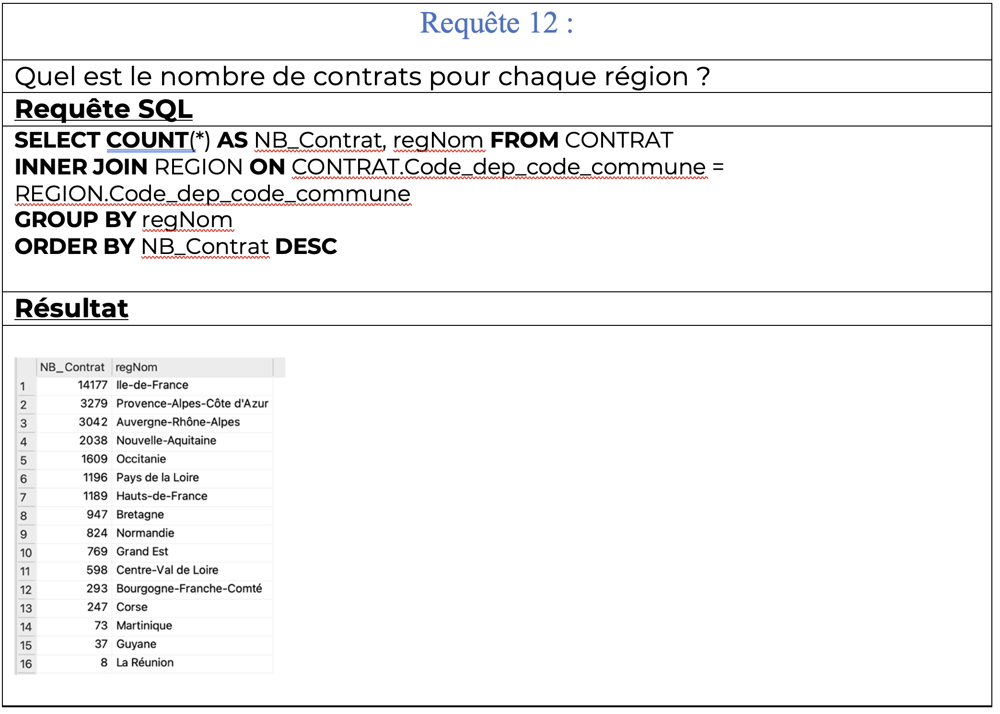 Requête 12 :
Quel est le nombre de contrats pour chaque région ?
Requête SQL
SELECT COUNT(*) AS NB_Contrat, regNom FROM CONTRAT
INNER JOIN REGION ON CONTRAT.Code_dep_code_commune =
REGION.Code_dep_code_commune
GROUP BY regNom
ORDER BY NB_Contrat DESC
Résultat
NB_Contrat regNom
1 14177 Ile-de-France
2 3279 Provence-Alpes-Côte d'Azur
3 3042 Auvergne-Rhône-Alpes
4 2038 Nouvelle-Aquitaine
5 1609 Occitanie
6 1196 Pays de la Loire
7 1189 Hauts-de-France
8 947 Bretagne
9 824 Normandie
10 769 Grand Est
11 598 Centre-Val de Loire
12 293 Bourgogne-Franche-Comté
13 247 Corse
14 73 Martinique
15 37 Guyane
16 8 La Réunion